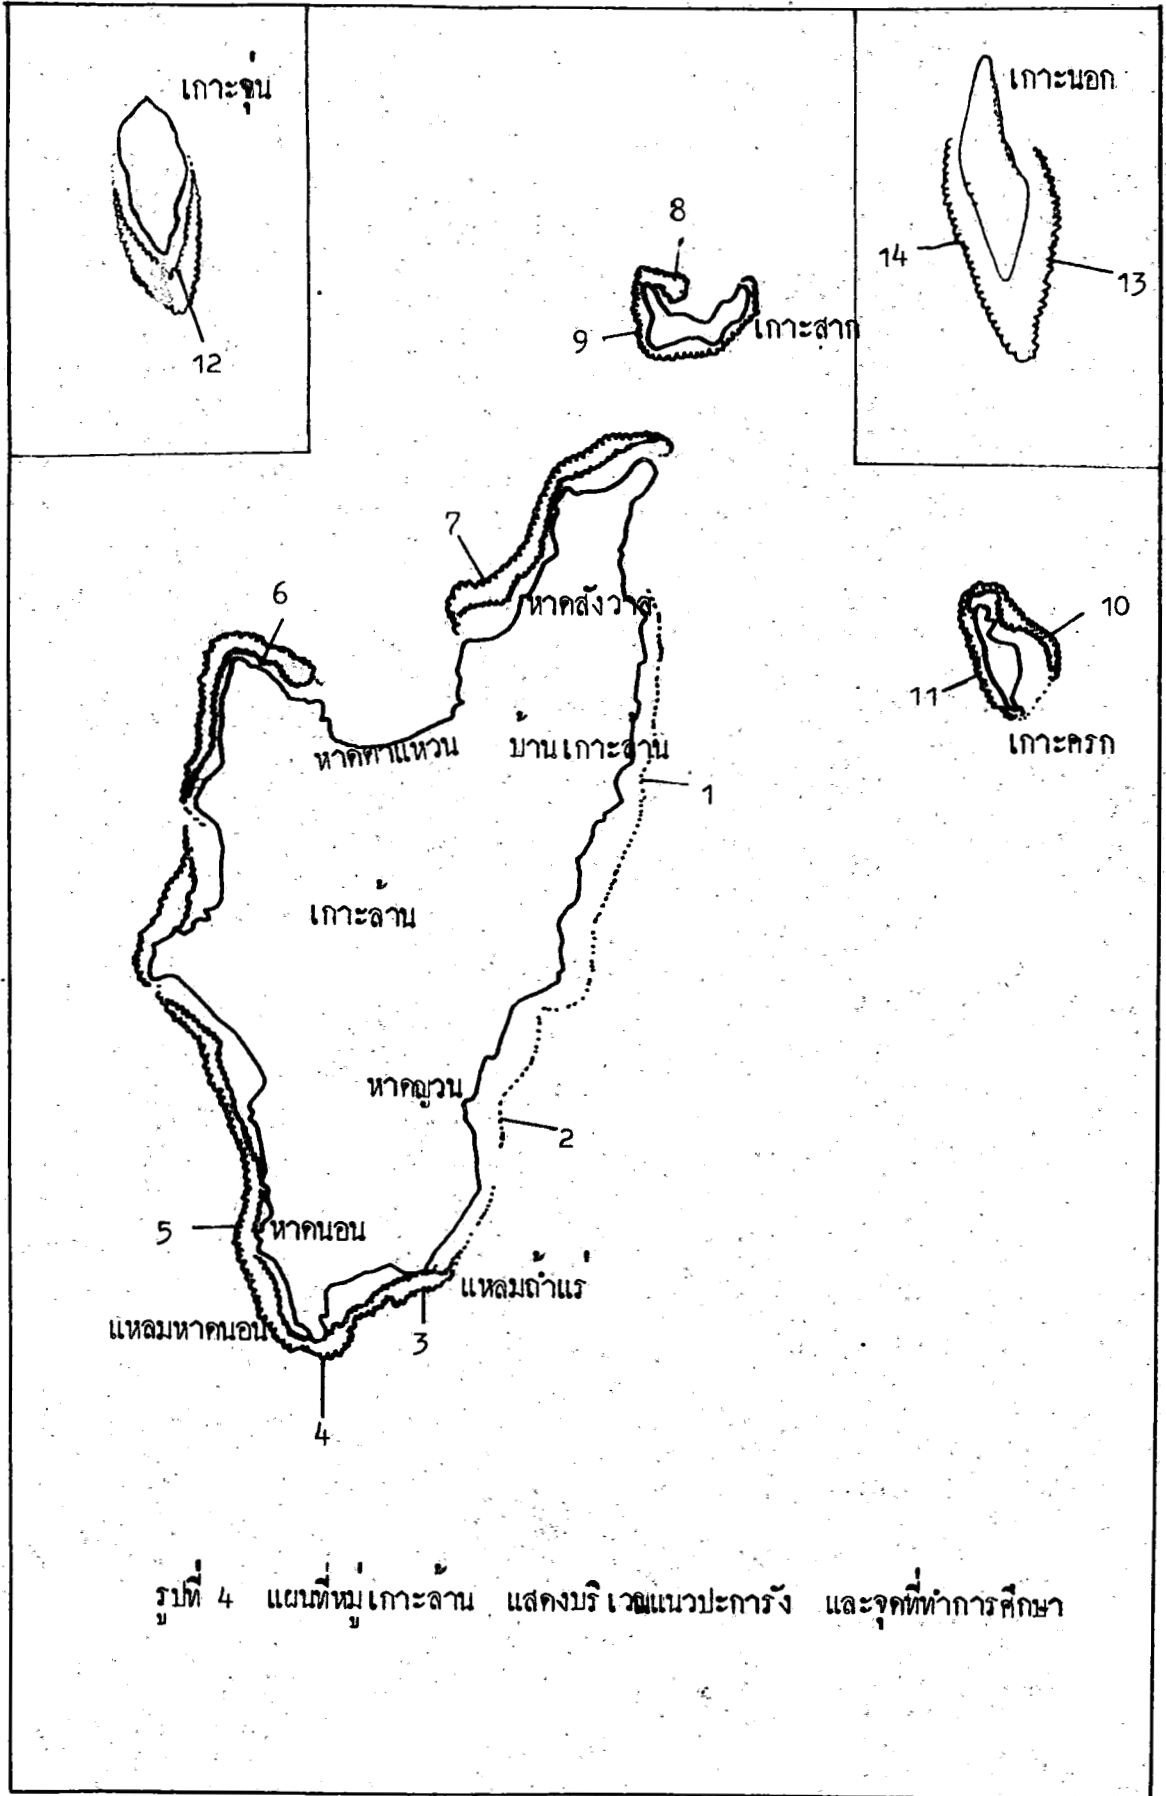 เกาะจุ่น
12
8
9
เกาะสาก
เกาะนอก
14
13
7
หาดสังวาล
6
หาดตาแหวน
บ้านเกาะล้าน
1
10
11
เกาะครก
เกาะล้าน
หาดญวน
2
5
หาดนอน
แหลมหาดนอน
แหลมถ้ำแร่
3
4
รูปที่ 4 แผนที่หมู่เกาะล้าน แสดงบริเวณแนวปะการัง และจุดที่ทำการศึกษา